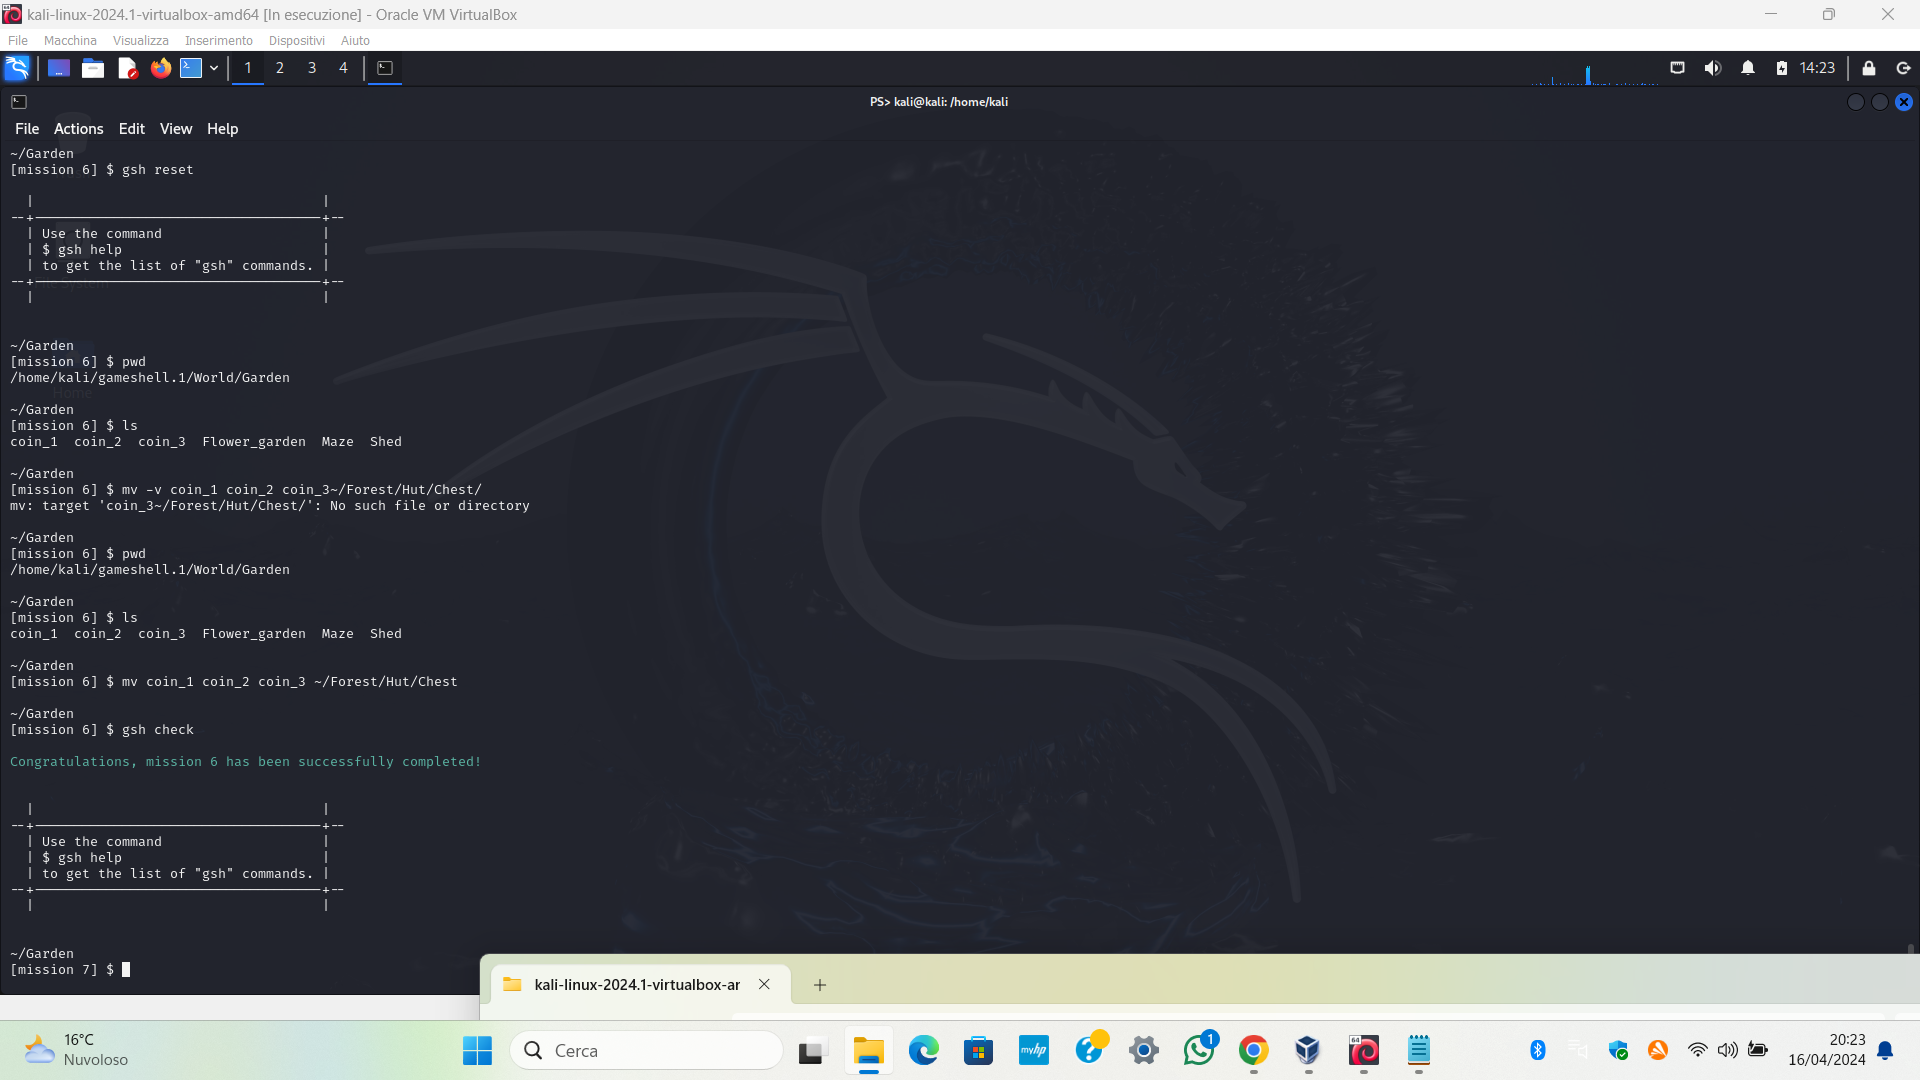 kali-linux-2024.1-virtualbox-amd64 [In esecuzione] - Oracle VM VirtualBox
File Macchina Visualizza Inserimento Dispositivi Aiuto
1 2 3 4 14:23
PS> kali@kali: /home/kali
File Actions Edit View Help
~/Garden
[mission 6] $ gsh reset
| |
--+------------------------------------+--
| Use the command |
| $ gsh help |
| to get the list of "gsh" commands. |
--+------------------------------------+--
| |
~/Garden
[mission 6] $ pwd
/home/kali/gameshell.1/World/Garden
Home
~/Garden
[mission 6] $ ls
coin_1 coin_2 coin_3 Flower_garden Maze Shed
~/Garden
[mission 6] $ mv -v coin_1 coin_2 coin_3~/Forest/Hut/Chest/
mv: target 'coin_3~/Forest/Hut/Chest/': No such file or directory
~/Garden
[mission 6] $ pwd
/home/kali/gameshell.1/World/Garden
~/Garden
[mission 6] $ ls
coin_1 coin_2 coin_3 Flower_garden Maze Shed
~/Garden
[mission 6] $ mv coin_1 coin_2 coin_3 ~/Forest/Hut/Chest
~/Garden
[mission 6] $ gsh check
Congratulations, mission 6 has been successfully completed!
| |
--+------------------------------------+--
| Use the command |
| $ gsh help |
| to get the list of "gsh" commands. |
--+------------------------------------+--
| |
~/Garden
[mission 7] $
kali-linux-2024.1-virtualbox-ar
16°C
Nuvoloso
Cerca
myhp
1
64
20:23
16/04/2024